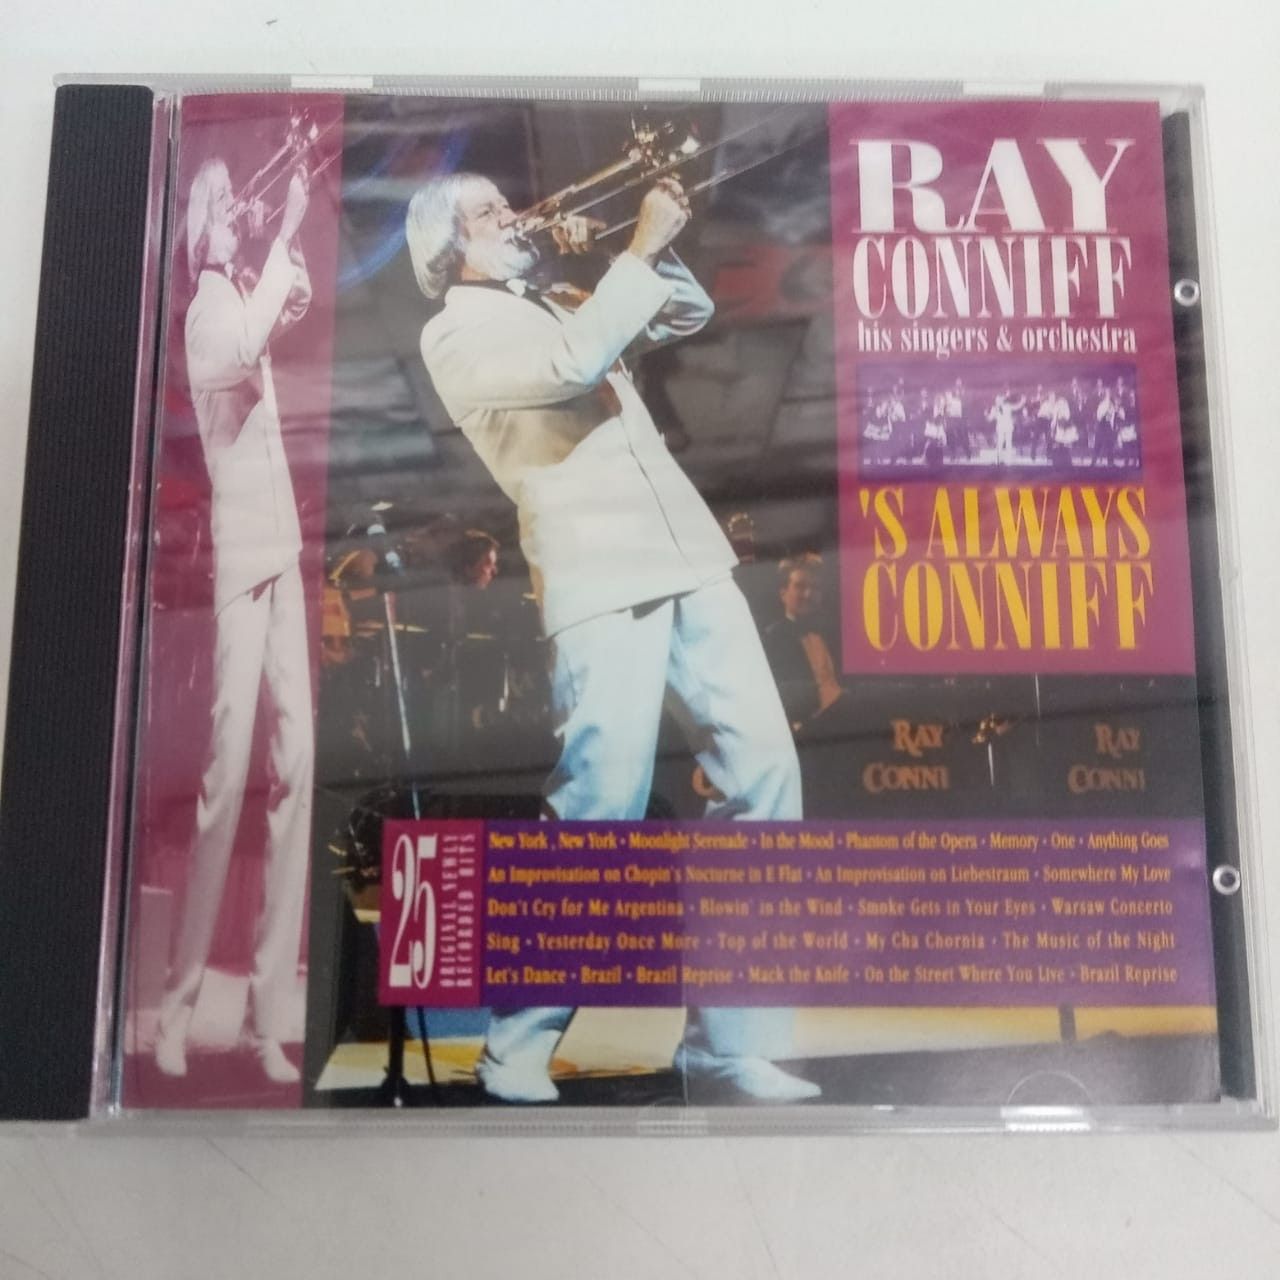 RAY
CONNIFF
his singers & orchestra
'S ALWAYS
CONNIFF
RAY
CONNI
RAY
CONNI
25
ORIGINAL NEWLY
RECORDED HITS
New York, New York · Moonlight Serenade · In the Mood · Phantom of the Opera · Memory · One · Anything Goes
An Improvisation on Chopin's Nocturne in E Flat · An Improvisation on Liebestraum · Somewhere My Love
Don't Cry for Me Argentina · Blowin' in the Wind · Smoke Gets in Your Eyes · Warsaw Concerto
Sing · Yesterday Once More · Top of the World · My Cha Chornia · The Music of the Night
Let's Dance · Brazil · Brazil Reprise · Mack the Knife · On the Street Where You Live · Brazil Reprise